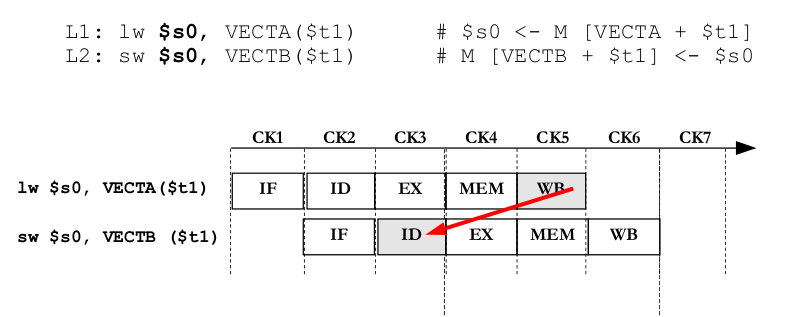 L1: lw $s0, VECTA($t1) # $s0 <- M [VECTA + $t1]
L2: sw $s0, VECTB($t1) # M [VECTB + $t1] <- $s0
CK1 CK2 CK3 CK4 CK5 CK6 CK7
lw $s0, VECTA($t1) IF ID EX MEM WB
sw $s0, VECTB ($t1) IF ID EX MEM WB